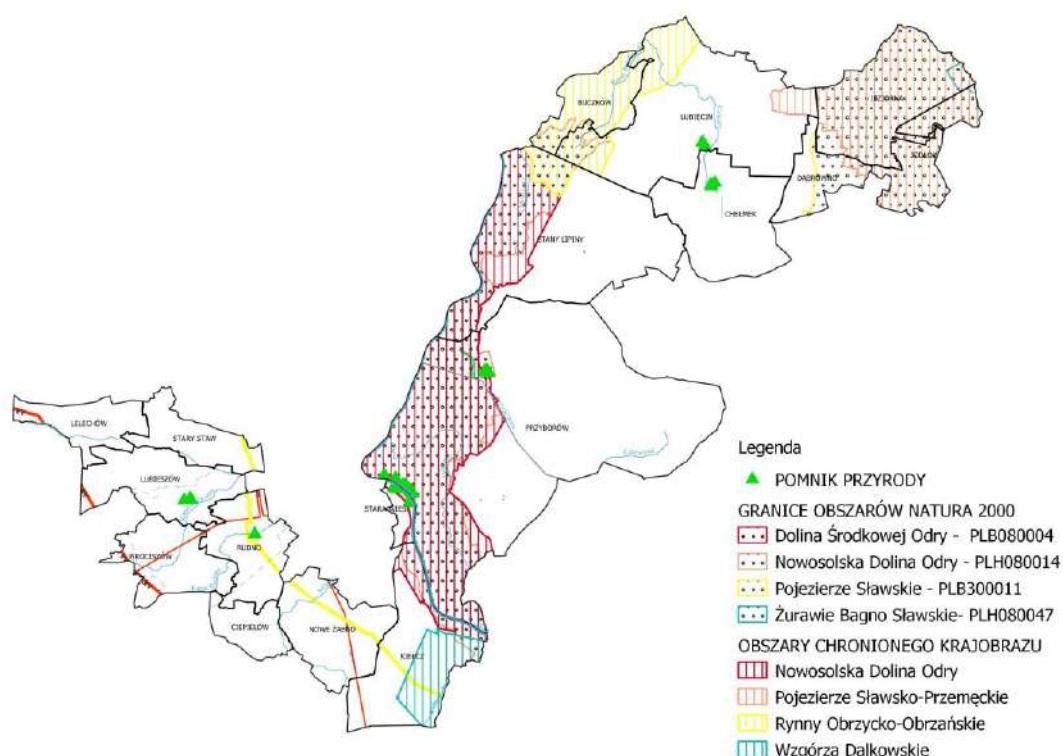 BUCZKÓW
LUBIĘCIN
JEZIORNA
JODŁÓW
DĄBROWNO
CHEŁMEK
STANY LIPINY
PRZYBORÓW
LELECHÓW
STARY STAW
LUBIESZÓW
RUDNO
CIEPIELÓW
NOWE ŻABNO
KIEŁCZ
Legenda
POMNIK PRZYRODY
GRANICE OBSZARÓW NATURA 2000
Dolina Środkowej Odry - PLB080004
Nowosolska Dolina Odry - PLH080014
Pojezierze Sławskie - PLB300011
Żurawie Bagno Sławskie- PLH080047
OBSZARY CHRONIONEGO KRAJOBRAZU
Nowosolska Dolina Odry
Pojezierze Sławsko-Przemęckie
Rynny Obrzycko-Obrzańskie
Wzgórza Dalkowskie